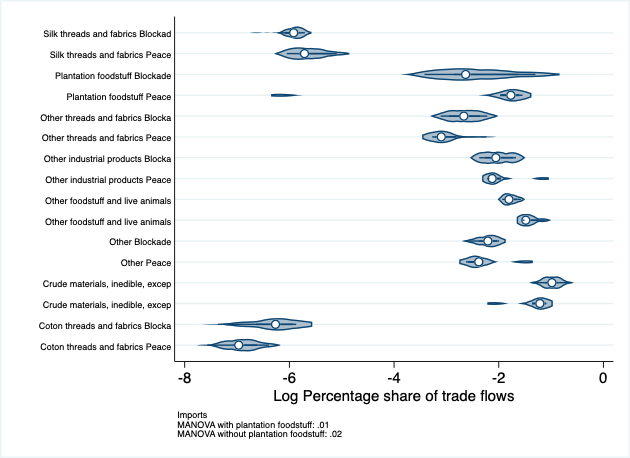 Silk threads and fabrics Blockad
Silk threads and fabrics Peace
Plantation foodstuff Blockade
Plantation foodstuff Peace
Other threads and fabrics Blocka
Other threads and fabrics Peace
Other industrial products Blocka
Other industrial products Peace
Other foodstuff and live animals
Other foodstuff and live animals
Other Blockade
Other Peace
Crude materials, inedible, excep
Crude materials, inedible, excep
Coton threads and fabrics Blocka
Coton threads and fabrics Peace
-8 -6 -4 -2 0
Log Percentage share of trade flows
Imports
MANOVA with plantation foodstuff: .01
MANOVA without plantation foodstuff: .02